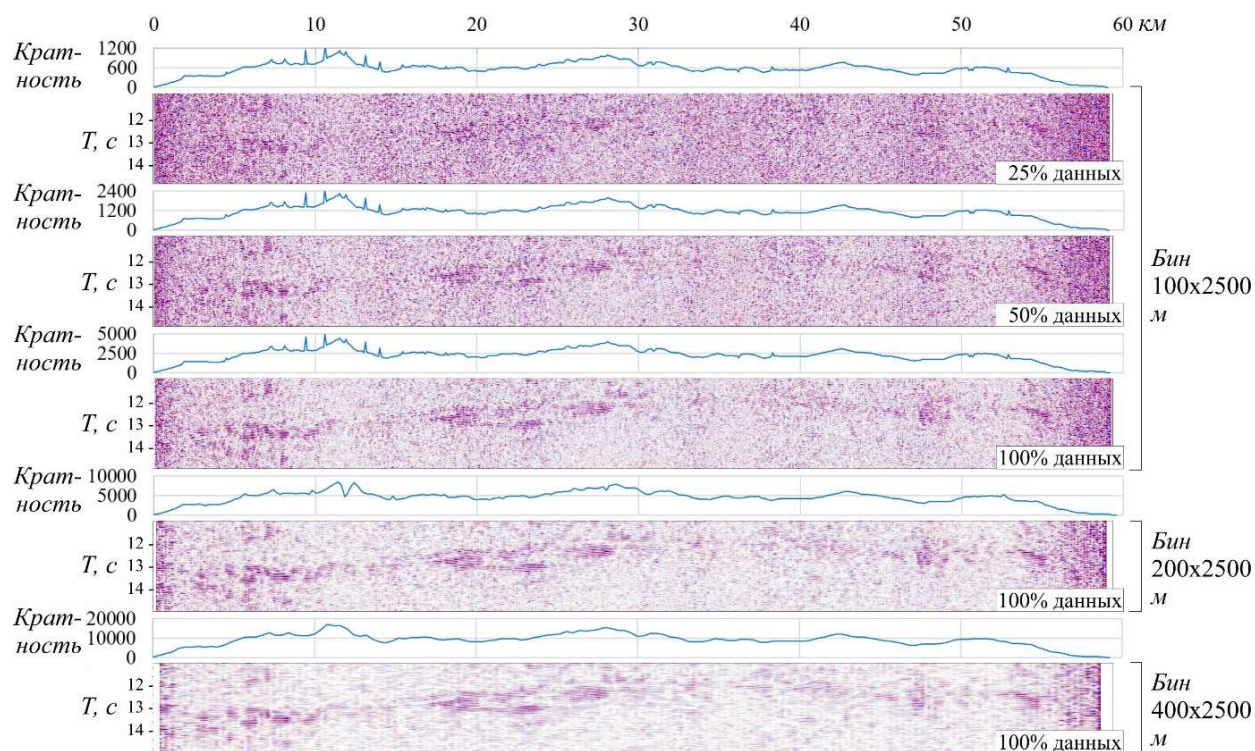 0 10 20 30 40 50 60 км
Крат-
ность
1200
600
0
Т, с
12
13
14
25% данных
Крат-
ность
2400
1200
0
Т, с
12
13
14
50% данных
Бин
100х2500
м
Крат-
ность
5000
2500
0
Т, с
12
13
14
100% данных
Крат-
ность
10000
5000
0
Т, с
12
13
14
100% данных
Бин
200х2500
м
Крат-
ность
20000
10000
0
Т, с
12
13
14
100% данных
Бин
400х2500
м